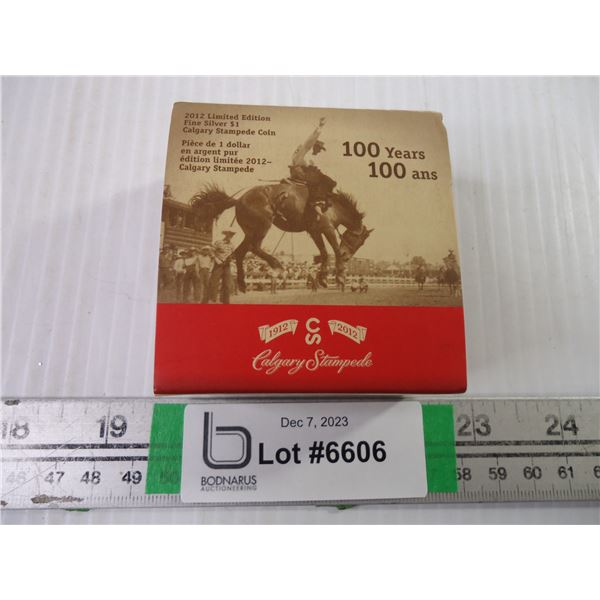 2012 Limited Edition
Fine Silver $1
Calgary Stampede Coin
Pièce de 1 dollar
en argent pur
édition limitée 2012–
Calgary Stampede
100 Years
100 ans
1912
CS
2012
Calgary Stampede
18 19 23 24
46 47 48 49 50 58 59 60 61
Dec 7, 2023
b Lot #6606
BODNARUS
AUCTIONEERING